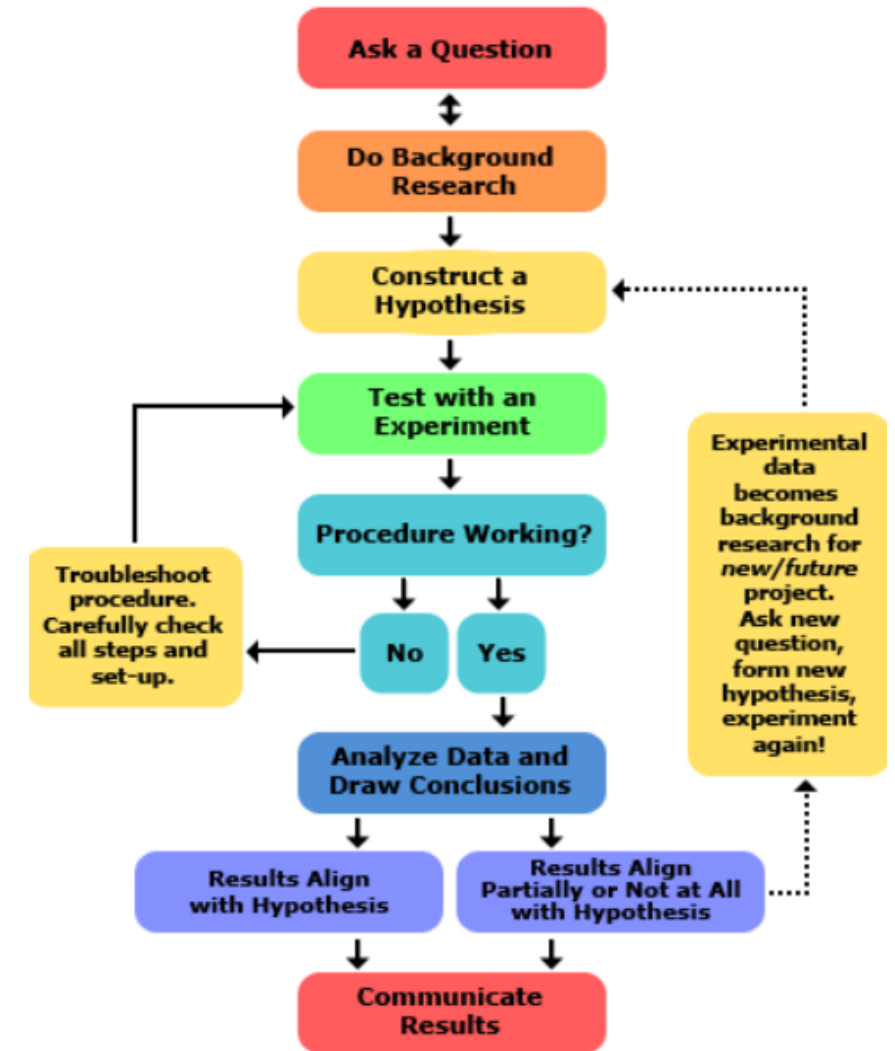 Ask a Question
Do Background
Research
Construct a
Hypothesis
Test with an
Experiment
Procedure Working?
Troubleshoot
procedure.
Carefully check
all steps and
set-up.
No
Yes
Experimental
data
becomes
background
research for
new/future
project.
Ask new
question,
form new
hypothesis,
experiment
again!
Analyze Data and
Draw Conclusions
Results Align
with Hypothesis
Results Align
Partially or Not at All
with Hypothesis
Communicate
Results